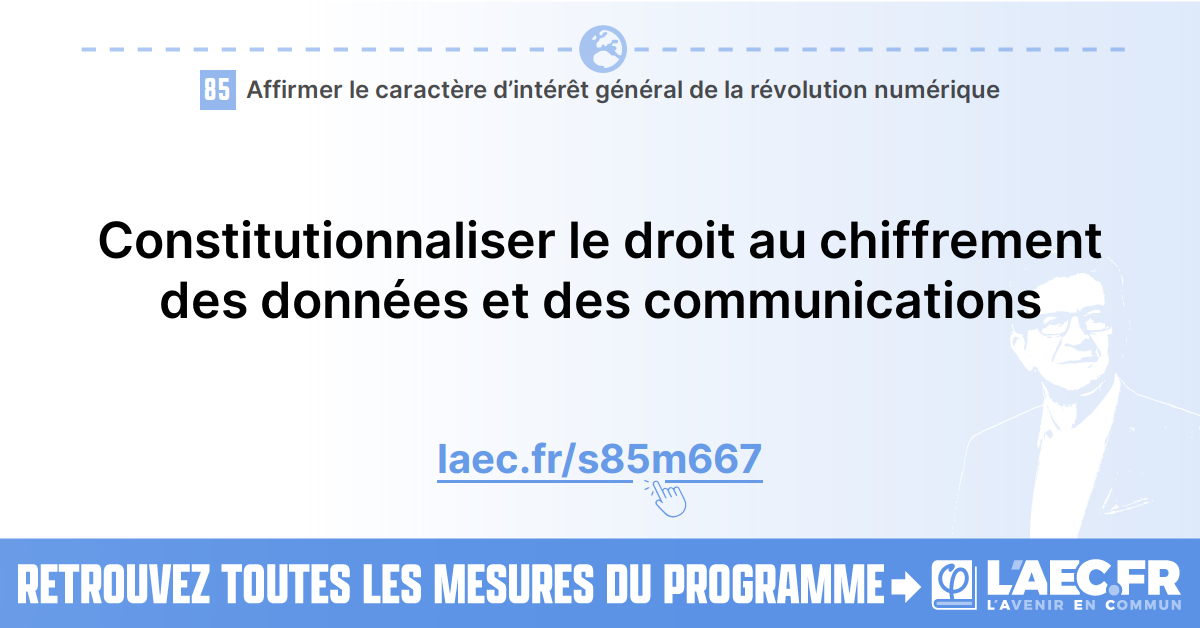 85 Affirmer le caractère d’intérêt général de la révolution numérique
Constitutionnaliser le droit au chiffrement
des données et des communications
laec.fr/s85m667
RETROUVEZ TOUTES LES MESURES DU PROGRAMME
φ L'AEC.FR
L'AVENIR EN COMMUN